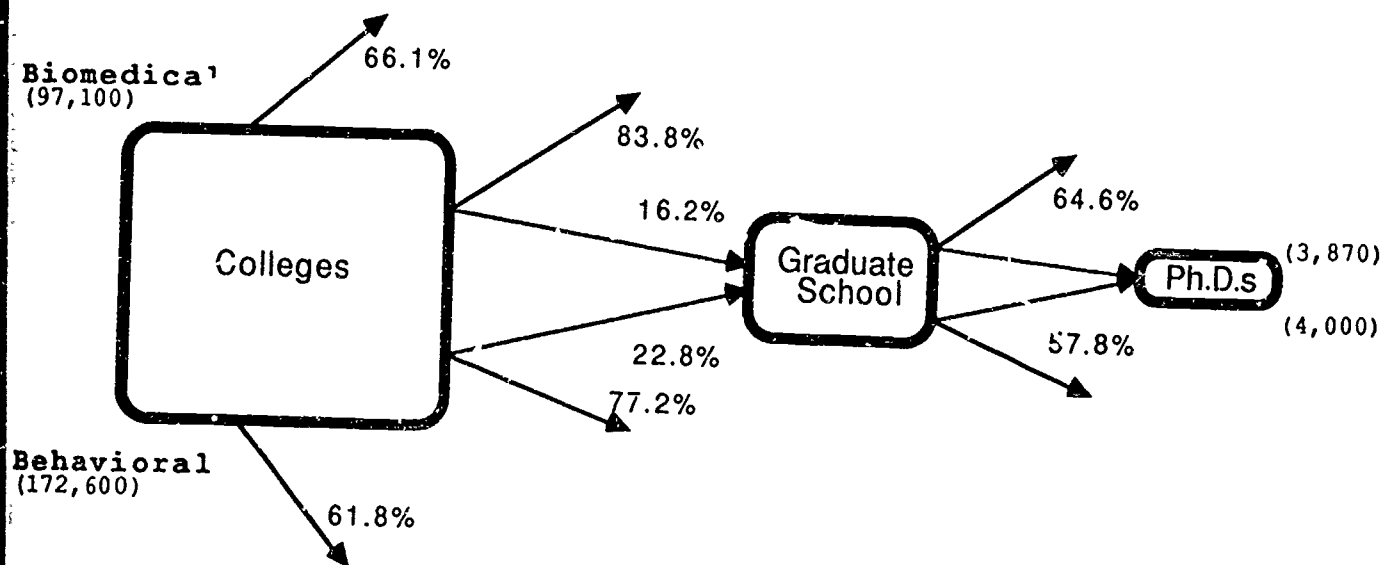 66.1%
Biomedical
(97,100)
83.8%
16.2%
64.6%
Colleges
Graduate
School
Ph.D.s
(3,870)
(4,000)
22.8%
57.8%
77.2%
Behavioral
(172,600)
61.8%